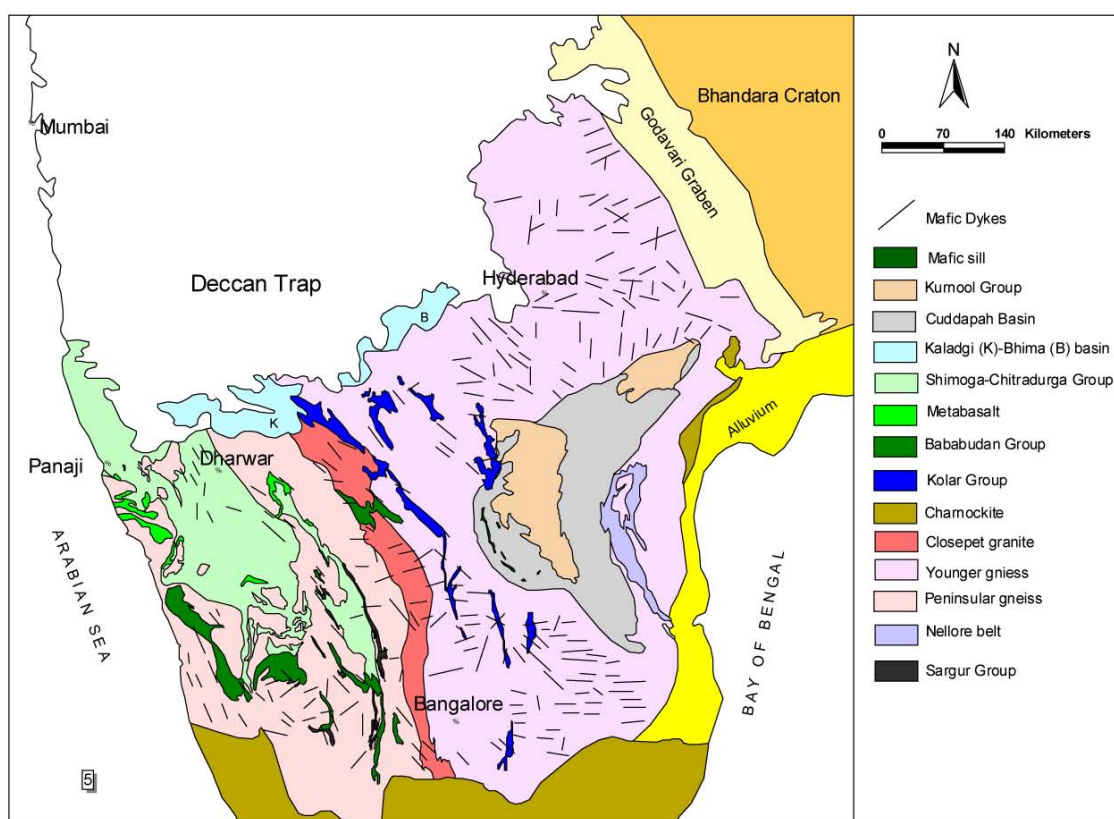 Mumbai
Deccan Trap
Hyderabad
Godavari Graben
Bhandara Craton
B
K
Panaji
Dharwar
Bangalore
Alluvium
ARABIAN SEA
BAY OF BENGAL
5
N
0 70 140 Kilometers
Mafic Dykes
Mafic sill
Kurnool Group
Cuddapah Basin
Kaladgi (K)-Bhima (B) basin
Shimoga-Chitradurga Group
Metabasalt
Bababudan Group
Kolar Group
Charnockite
Closepet granite
Younger gniess
Peninsular gneiss
Nellore belt
Sargur Group